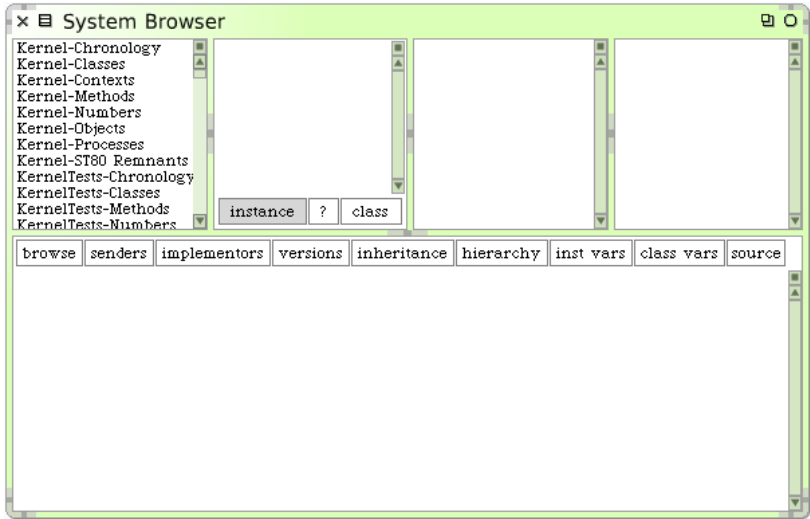 System Browser
Kernel-Chronology
Kernel-Classes
Kernel-Contexts
Kernel-Methods
Kernel-Numbers
Kernel-Objects
Kernel-Processes
Kernel-ST80 Remnants
KernelTests-Chronology
KernelTests-Classes
KernelTests-Methods
KernelTests-Numbers
instance ? class
browse senders implementors versions inheritance hierarchy inst vars class vars source